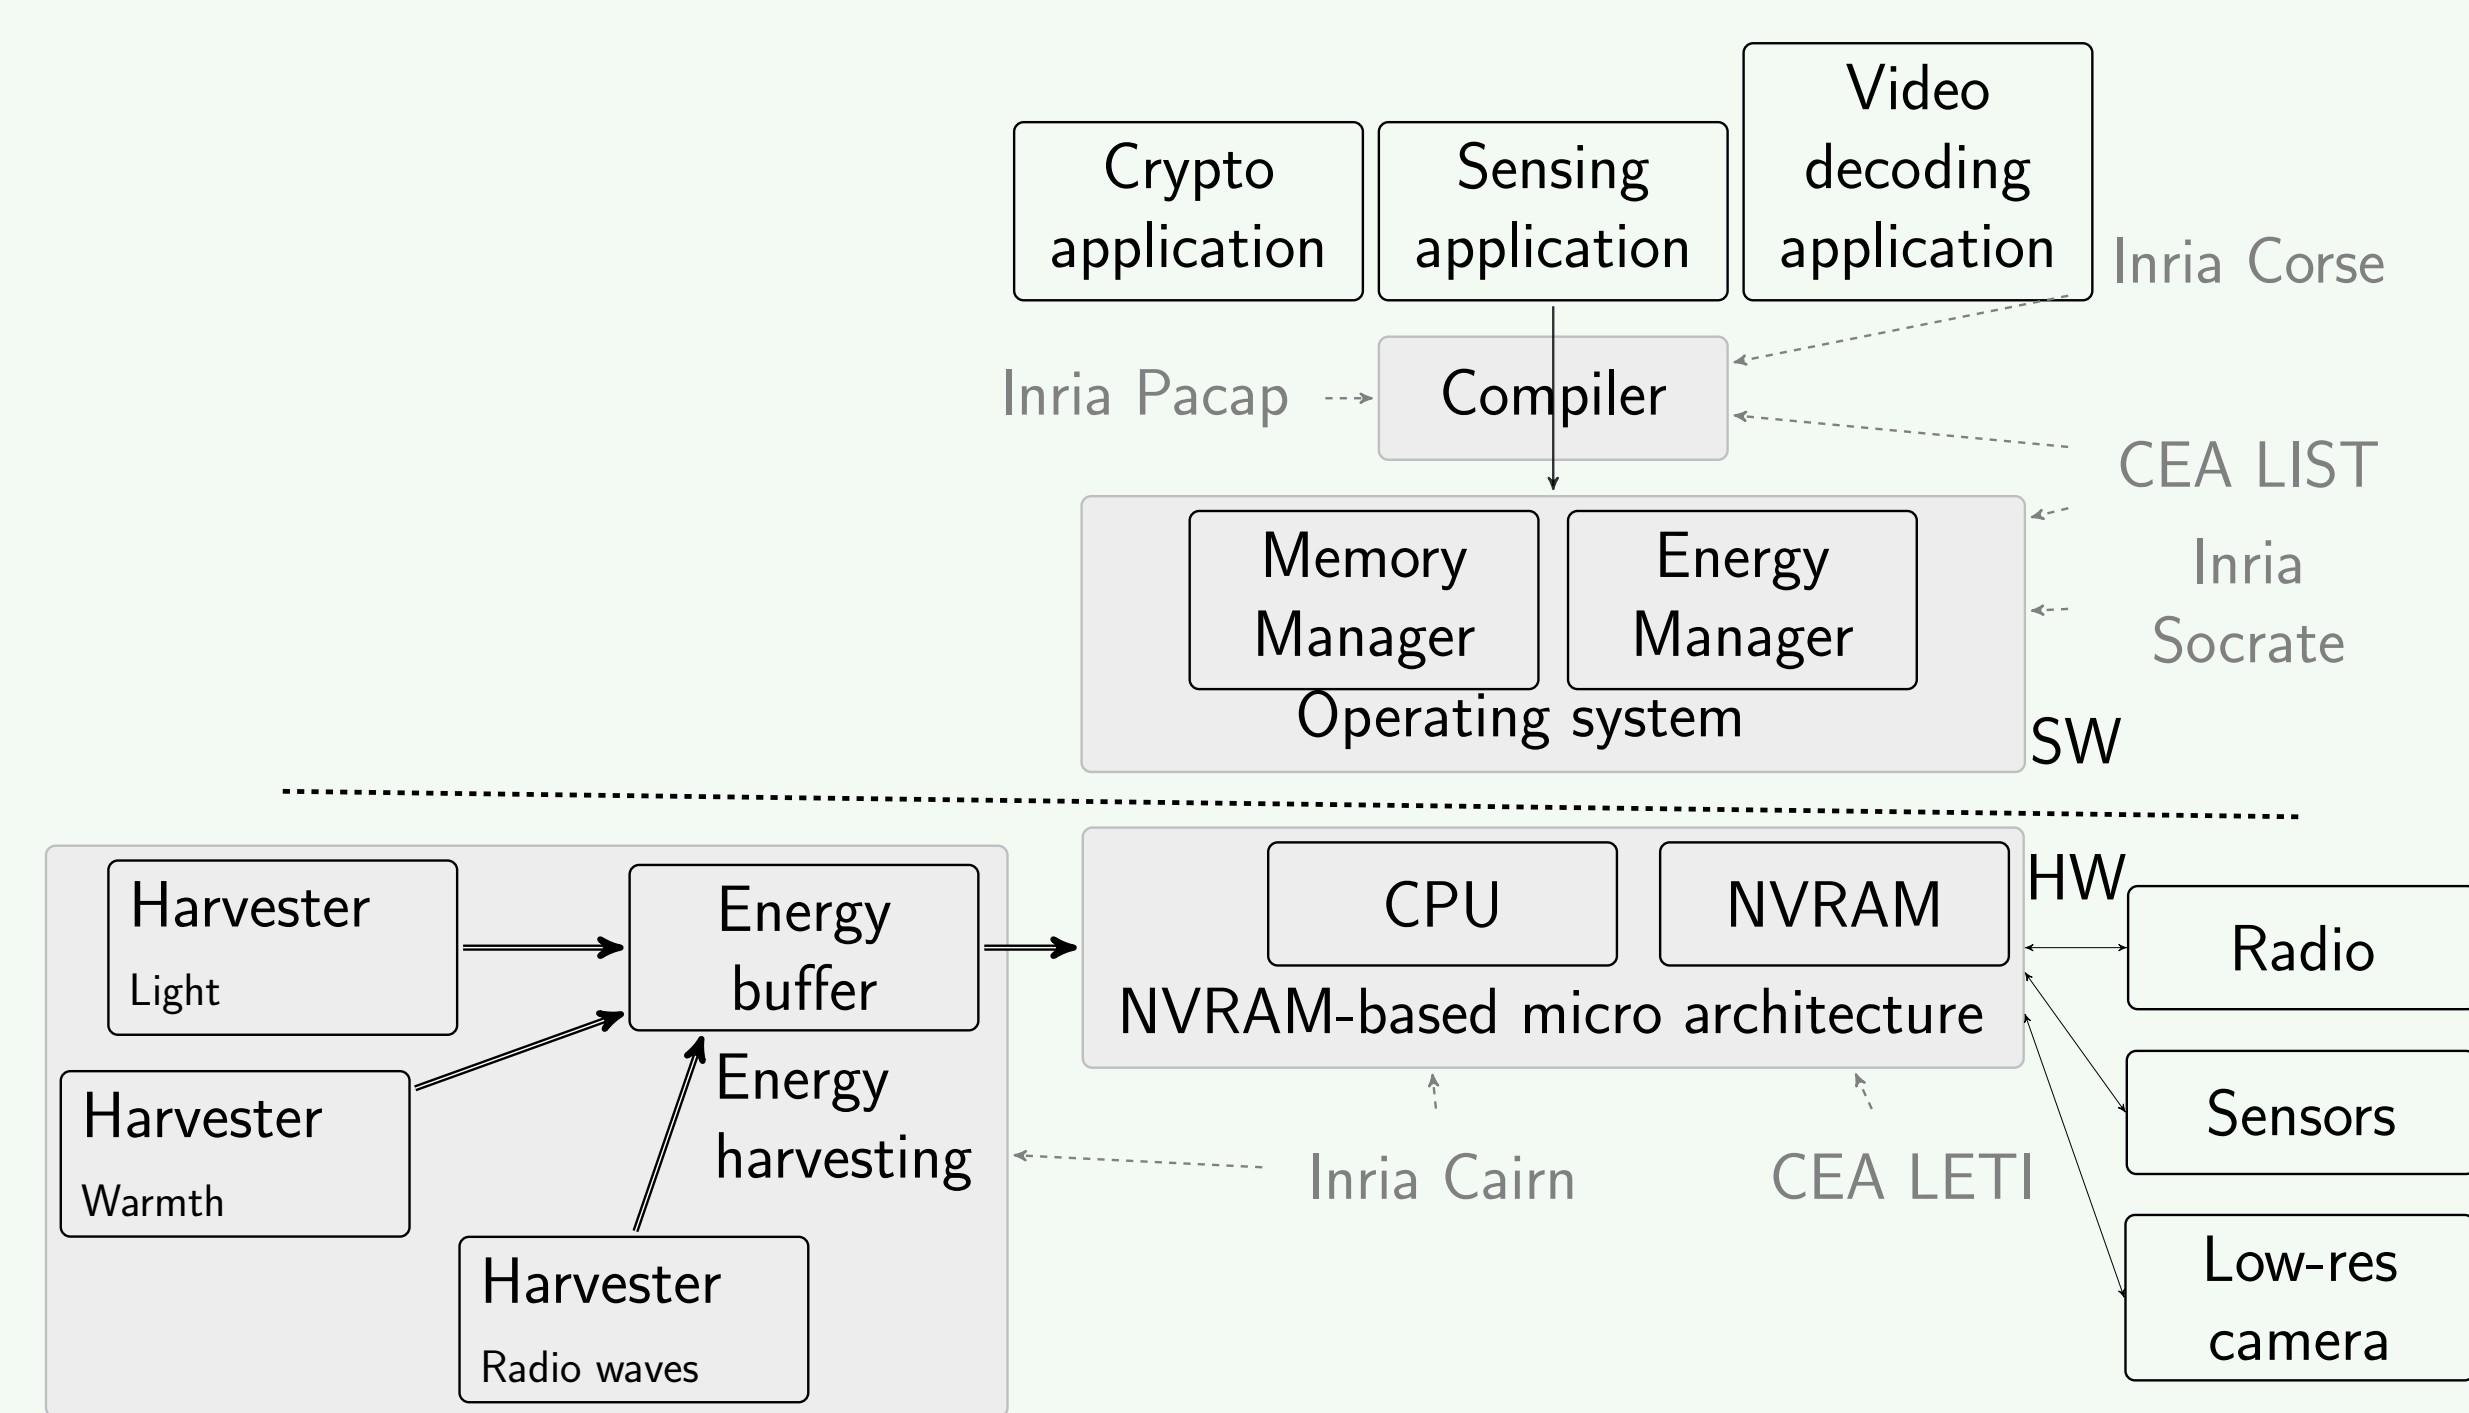 Crypto
application
Sensing
application
Video
decoding
application
Inria Corse
Inria Pacap
Compiler
CEA LIST
Memory
Manager
Energy
Manager
Operating system
Inria
Socrate
SW
HW
Harvester
Light
Energy
buffer
CPU
NVRAM
NVRAM-based micro architecture
Radio
Harvester
Warmth
Energy
harvesting
Sensors
Inria Cairn
CEA LETI
Harvester
Radio waves
Low-res
camera